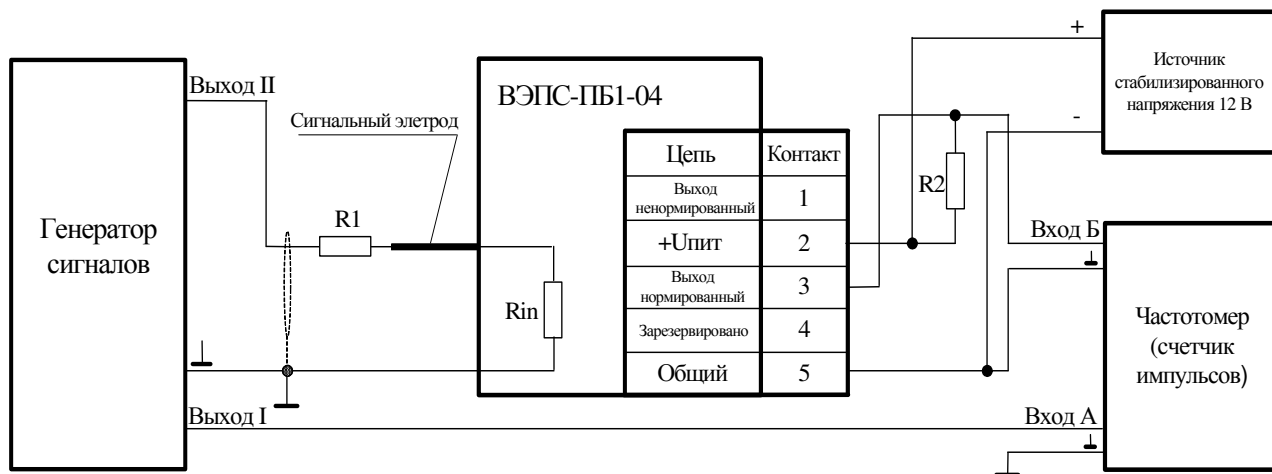 Генератор
сигналов
Выход II
Выход I
Сигнальный элетрод
R1
ВЭПС-ПБ1-04
Rin
Цепь Контакт
Выход
ненормированный 1
+Uпит 2
Выход
нормированный 3
Зарезервировано 4
Общий 5
R2
+
-
Источник
стабилизированного
напряжения 12 В
Вход Б
Вход А
Частотомер
(счетчик
импульсов)